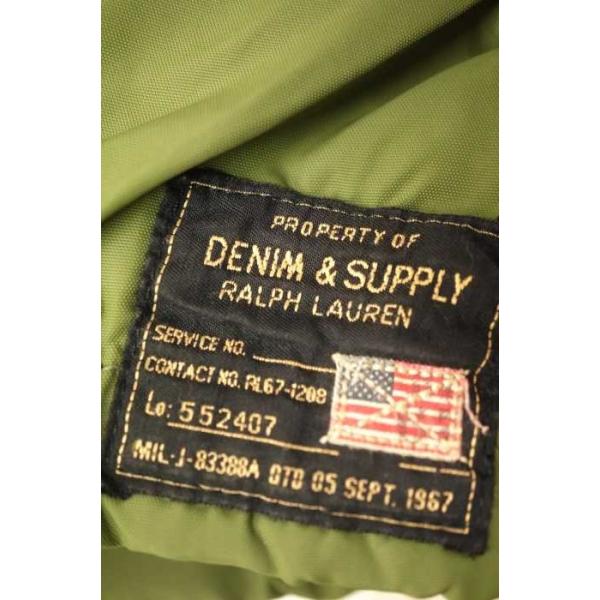 PROPERTY OF
DENIM & SUPPLY
RALPH LAUREN
SERVICE NO.
CONTACT NO. RL67-1208
Lo: 552407
MIL-J-83388A DTD 05 SEPT. 1967